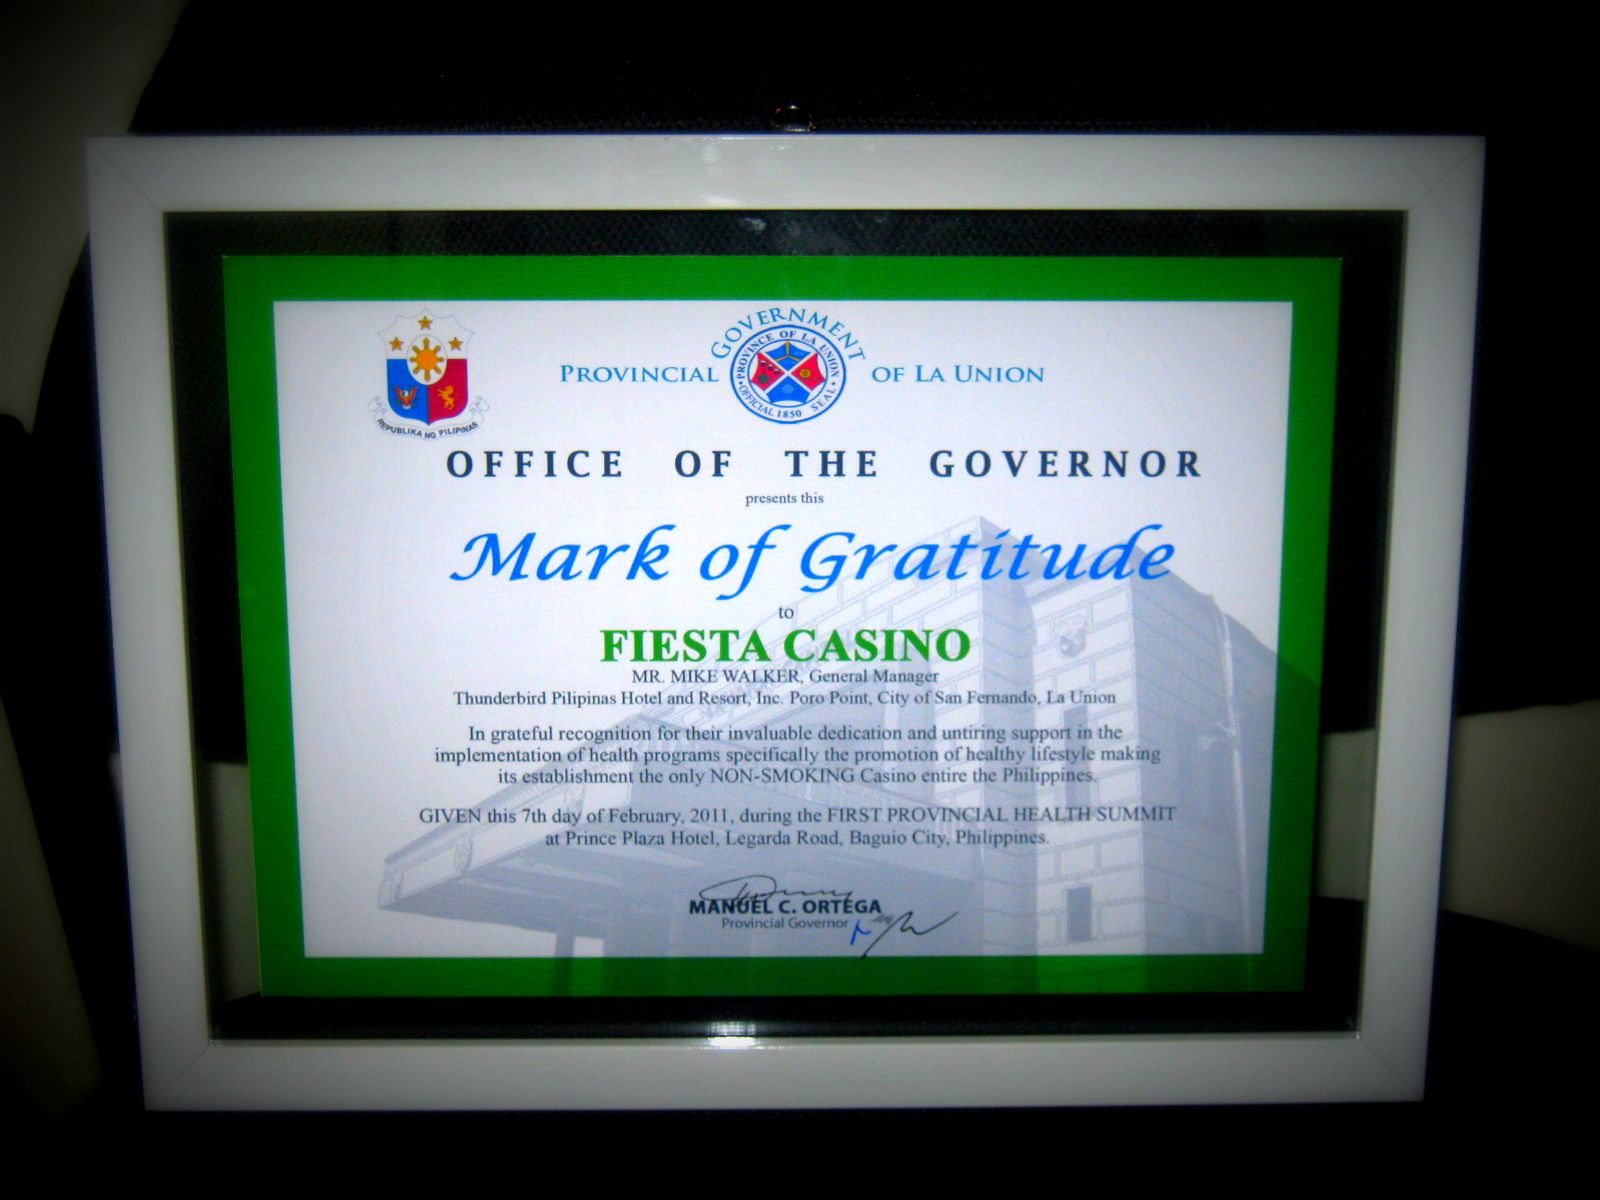 REPUBLIKA NG PILIPINAS
PROVINCIAL GOVERNMENT OF LA UNION
PROVINCE OF LA UNION
OFFICIAL 1850 SEAL
OFFICE OF THE GOVERNOR
presents this
Mark of Gratitude
to
FIESTA CASINO
MR. MIKE WALKER, General Manager
Thunderbird Pilipinas Hotel and Resort, Inc. Poro Point, City of San Fernando, La Union
In grateful recognition for their invaluable dedication and untiring support in the
implementation of health programs specifically the promotion of healthy lifestyle making
its establishment the only NON-SMOKING Casino entire the Philippines.
GIVEN this 7th day of February, 2011, during the FIRST PROVINCIAL HEALTH SUMMIT
at Prince Plaza Hotel, Legarda Road, Baguio City, Philippines.
MANUEL C. ORTEGA
Provincial Governor